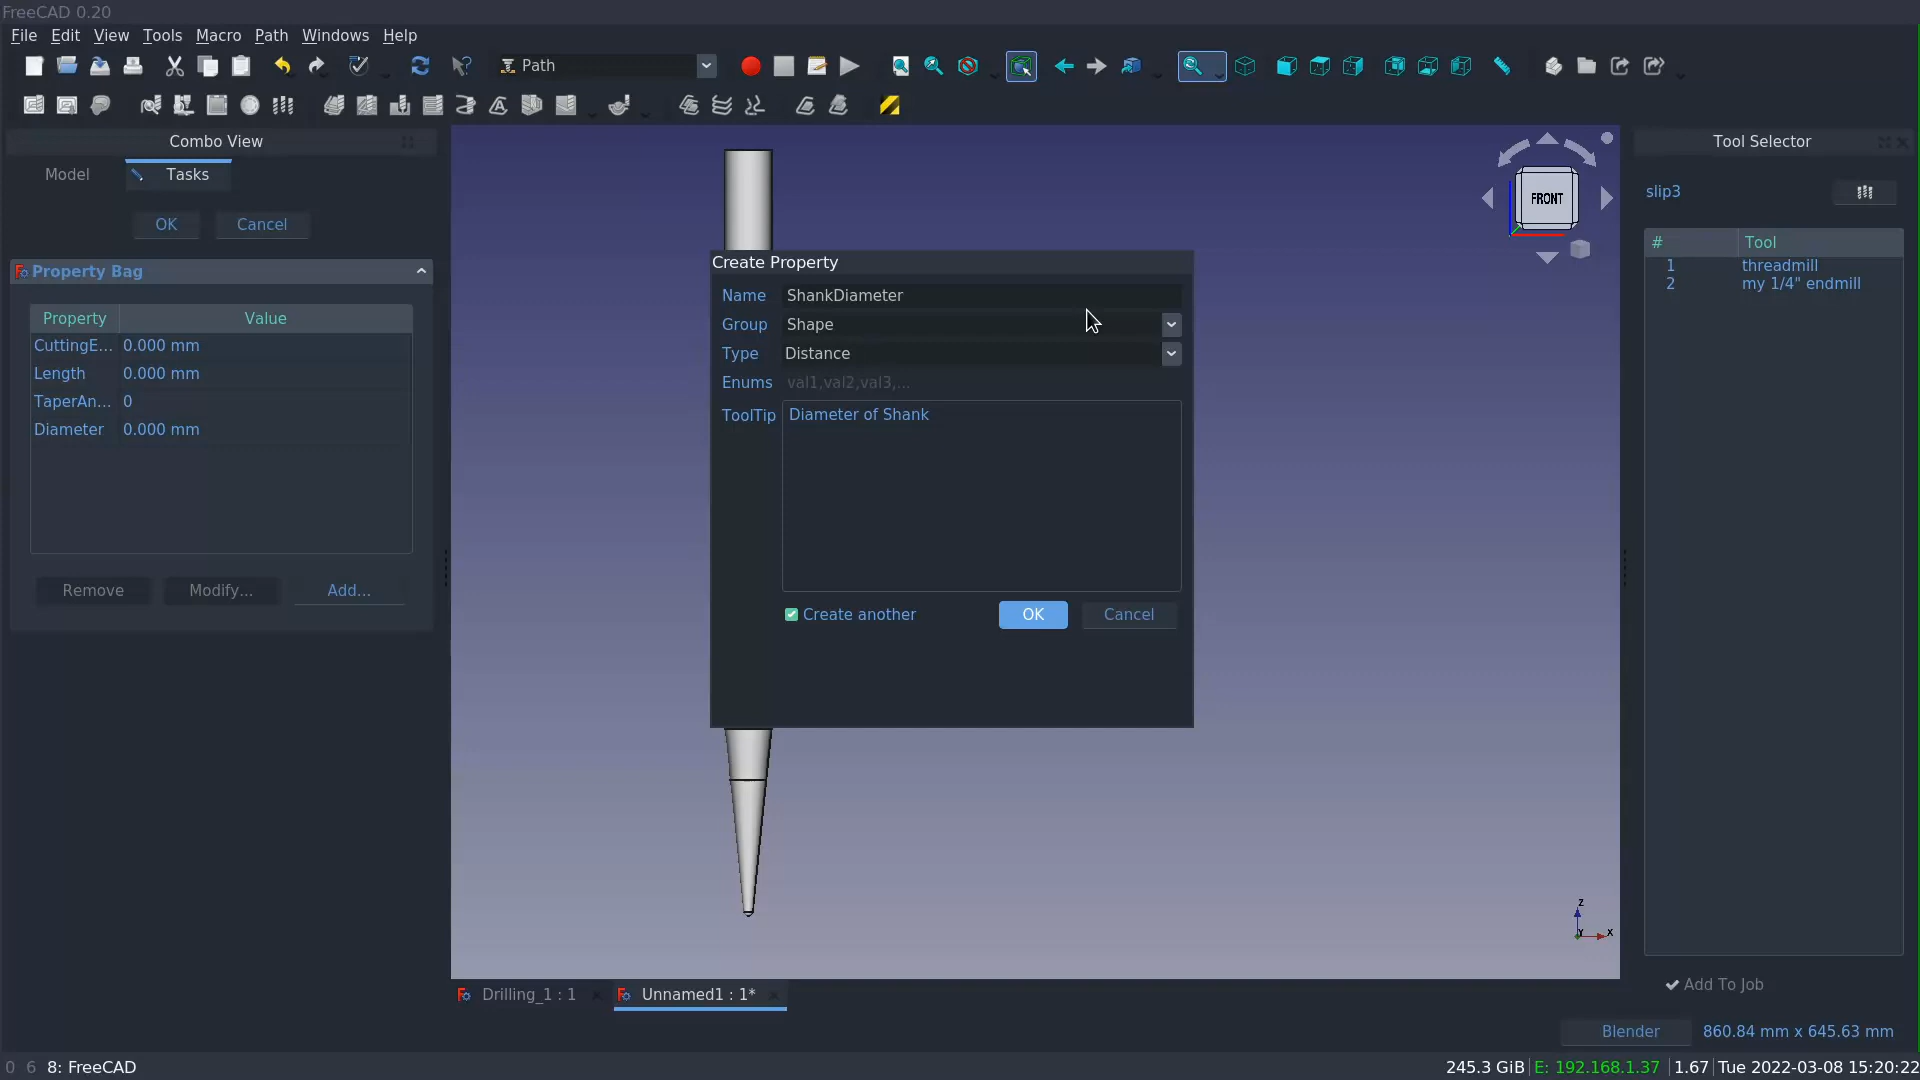 FreeCAD 0.20
File Edit View Tools Macro Path Windows Help
Path
Combo View
Model Tasks
OK Cancel
Property Bag
Property Value
CuttingE... 0.000 mm
Length 0.000 mm
TaperAn... 0
Diameter 0.000 mm
Remove Modify... Add...
Create Property
Name ShankDiameter
Group Shape
Type Distance
Enums val1,val2,val3,...
ToolTip Diameter of Shank
Create another OK Cancel
FRONT
Z
Y X
Tool Selector
slip3
# Tool
1 threadmill
2 my 1/4" endmill
Add To Job
Drilling_1 : 1 Unnamed1 : 1*
Blender 860.84 mm x 645.63 mm
0 6 8: FreeCAD 245.3 GiB E: 192.168.1.37 1.67 Tue 2022-03-08 15:20:22